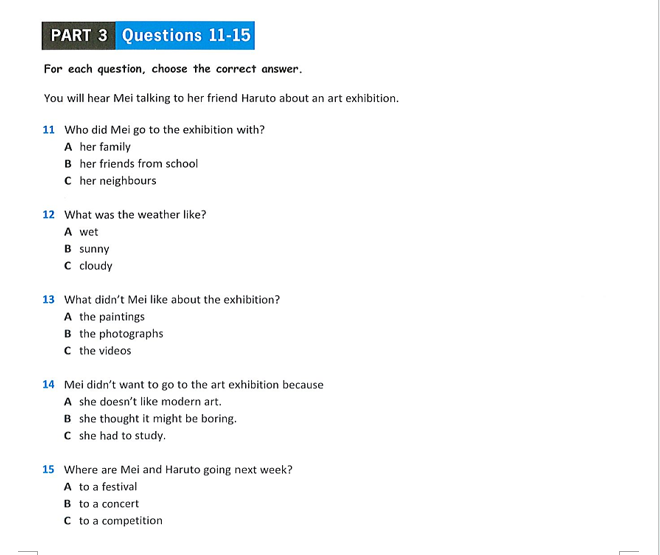 PART 3 Questions 11-15
For each question, choose the correct answer.
You will hear Mei talking to her friend Haruto about an art exhibition.
11 Who did Mei go to the exhibition with?
A her family
B her friends from school
C her neighbours
12 What was the weather like?
A wet
B sunny
C cloudy
13 What didn't Mei like about the exhibition?
A the paintings
B the photographs
C the videos
14 Mei didn't want to go to the art exhibition because
A she doesn't like modern art.
B she thought it might be boring.
C she had to study.
15 Where are Mei and Haruto going next week?
A to a festival
B to a concert
C to a competition